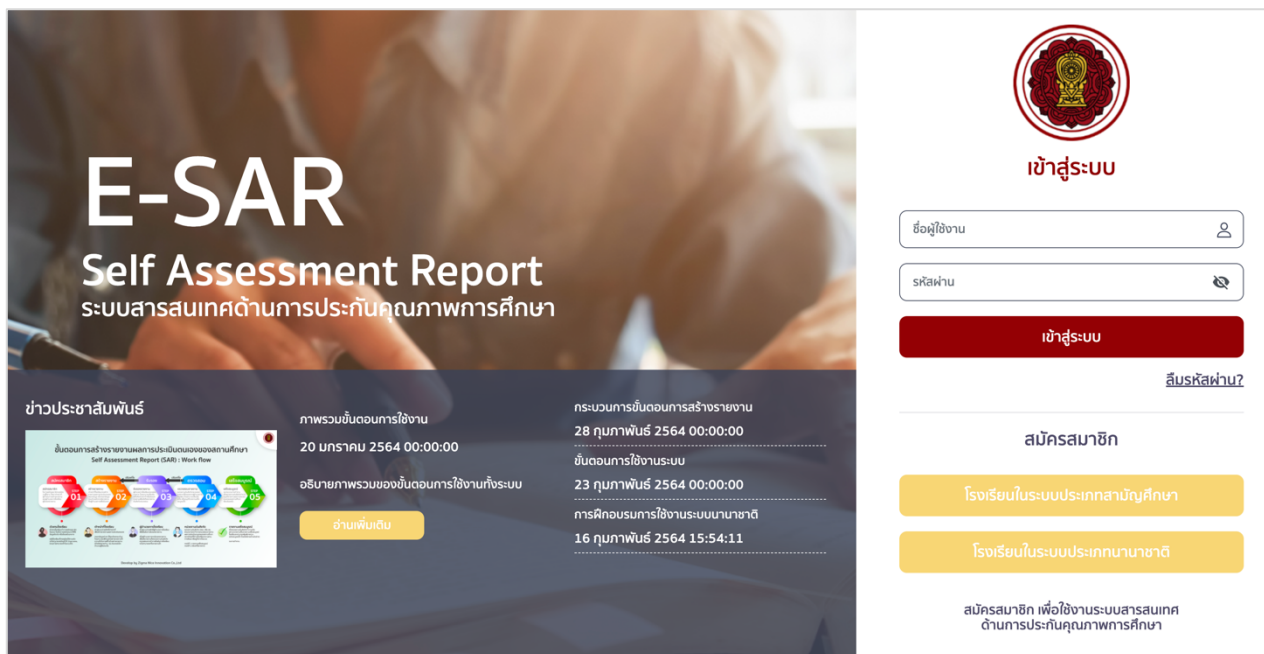 E-SAR
Self Assessment Report
ระบบสารสนเทศด้านการประกันคุณภาพการศึกษา
ข่าวประชาสัมพันธ์
ขั้นตอนการสร้างรายงานผลการประเมินตนเองของสถานศึกษา
Self Assessment Report (SAR) : Work flow
01
02
03
04
05
ภาพรวมขั้นตอนการใช้งาน
20 มกราคม 2564 00:00:00
อธิบายภาพรวมของขั้นตอนการใช้งานทั้งระบบ
อ่านเพิ่มเติม
กระบวนการขั้นตอนการสร้างรายงาน
28 กุมภาพันธ์ 2564 00:00:00
ขั้นตอนการใช้งานระบบ
23 กุมภาพันธ์ 2564 00:00:00
การฝึกอบรมการใช้งานระบบนานาชาติ
16 กุมภาพันธ์ 2564 15:54:11
เข้าสู่ระบบ
ชื่อผู้ใช้งาน
รหัสผ่าน
เข้าสู่ระบบ
ลืมรหัสผ่าน?
สมัครสมาชิก
โรงเรียนในระบบประเภทสามัญศึกษา
โรงเรียนในระบบประเภทนานาชาติ
สมัครสมาชิก เพื่อใช้งานระบบสารสนเทศ
ด้านการประกันคุณภาพการศึกษา